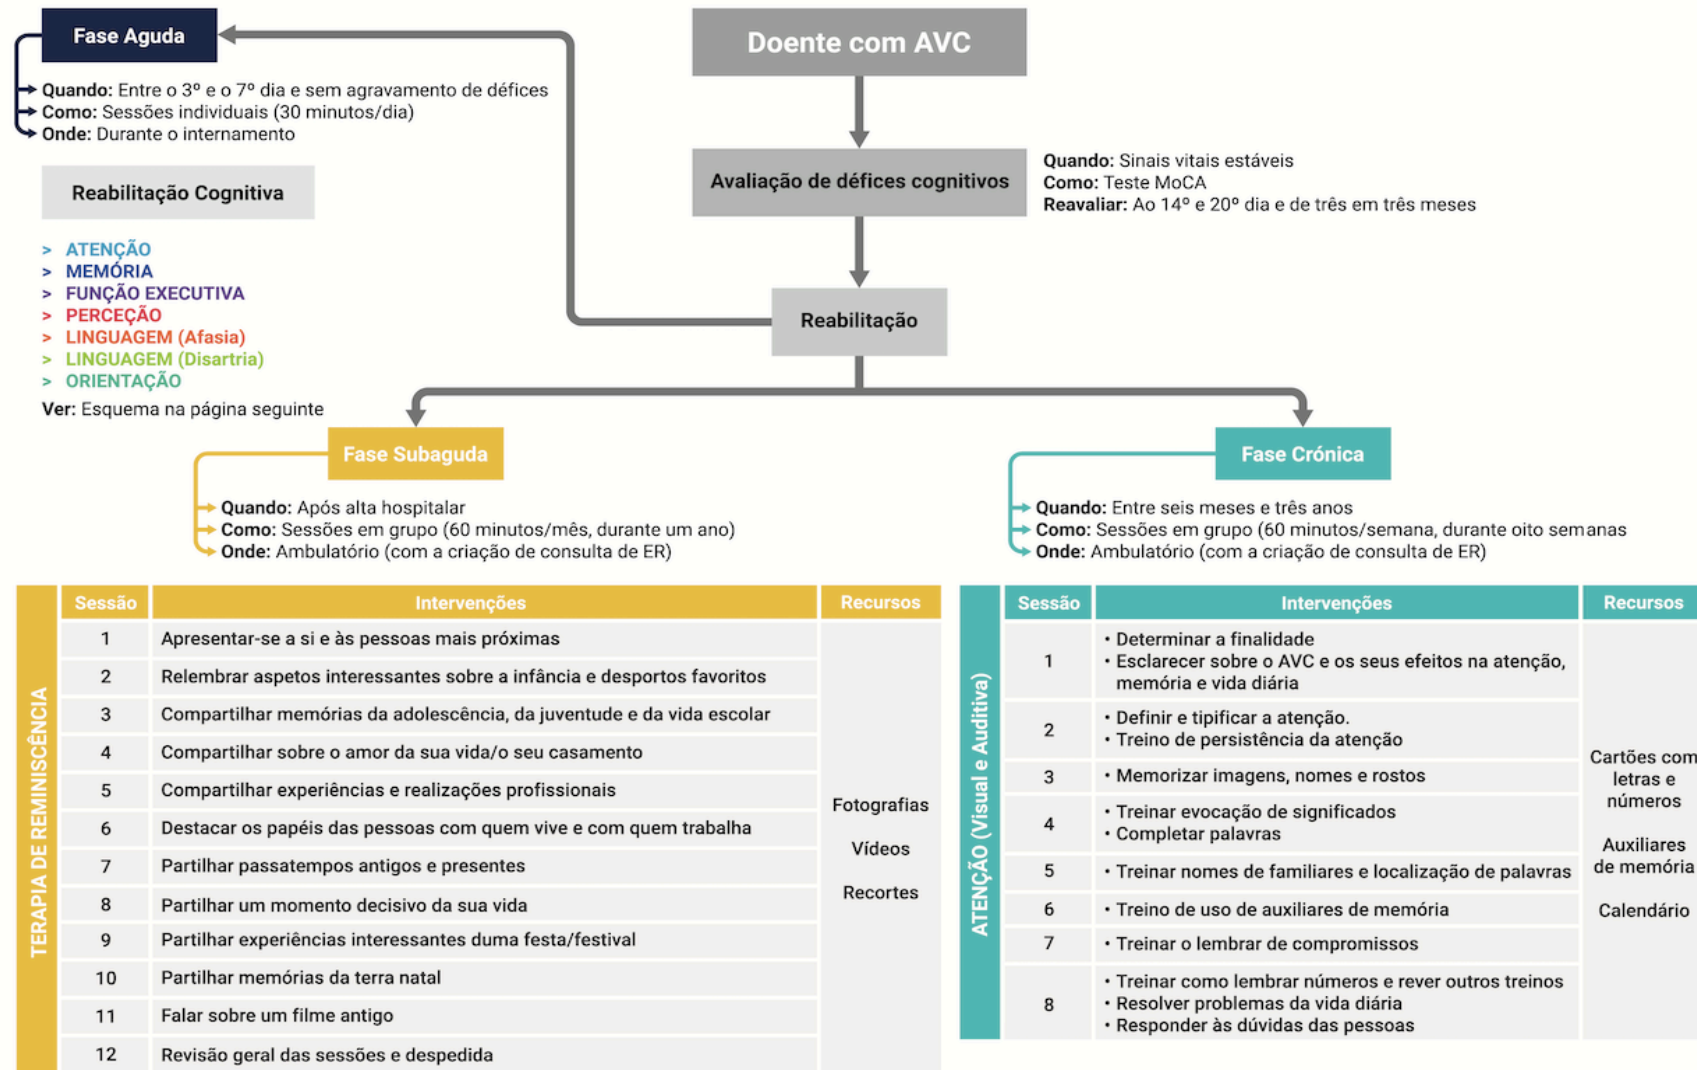 Fase Aguda
Quando: Entre o 3º e o 7º dia e sem agravamento de défices
Como: Sessões individuais (30 minutos/dia)
Onde: Durante o internamento
Doente com AVC
Avaliação de défices cognitivos
Quando: Sinais vitais estáveis
Como: Teste MoCA
Reavaliar: Ao 14º e 20º dia e de três em três meses
Reabilitação
Reabilitação Cognitiva
> ATENÇÃO
> MEMÓRIA
> FUNÇÃO EXECUTIVA
> PERCEÇÃO
> LINGUAGEM (Afasia)
> LINGUAGEM (Disartria)
> ORIENTAÇÃO
Ver: Esquema na página seguinte
Fase Subaguda
Quando: Após alta hospitalar
Como: Sessões em grupo (60 minutos/mês, durante um ano)
Onde: Ambulatório (com a criação de consulta de ER)
Fase Crónica
Quando: Entre seis meses e três anos
Como: Sessões em grupo (60 minutos/semana, durante oito semanas
Onde: Ambulatório (com a criação de consulta de ER)
TERAPIA DE REMINISCÊNCIA
Sessão Intervenções Recursos
1 Apresentar-se a si e às pessoas mais próximas
2 Relembrar aspetos interessantes sobre a infância e desportos favoritos
3 Compartilhar memórias da adolescência, da juventude e da vida escolar
4 Compartilhar sobre o amor da sua vida/o seu casamento
5 Compartilhar experiências e realizações profissionais
6 Destacar os papéis das pessoas com quem vive e com quem trabalha
7 Partilhar passatempos antigos e presentes
8 Partilhar um momento decisivo da sua vida
9 Partilhar experiências interessantes duma festa/festival
10 Partilhar memórias da terra natal
11 Falar sobre um filme antigo
12 Revisão geral das sessões e despedida
Fotografias
Vídeos
Recortes
ATENÇÃO (Visual e Auditiva)
Sessão Intervenções Recursos
1
• Determinar a finalidade
• Esclarecer sobre o AVC e os seus efeitos na atenção,
memória e vida diária
2
• Definir e tipificar a atenção.
• Treino de persistência da atenção
3 • Memorizar imagens, nomes e rostos
4
• Treinar evocação de significados
• Completar palavras
5 • Treinar nomes de familiares e localização de palavras
6 • Treino de uso de auxiliares de memória
7 • Treinar o lembrar de compromissos
8
• Treinar como lembrar números e rever outros treinos
• Resolver problemas da vida diária
• Responder às dúvidas das pessoas
Cartões com
letras e
números
Auxiliares
de memória
Calendário